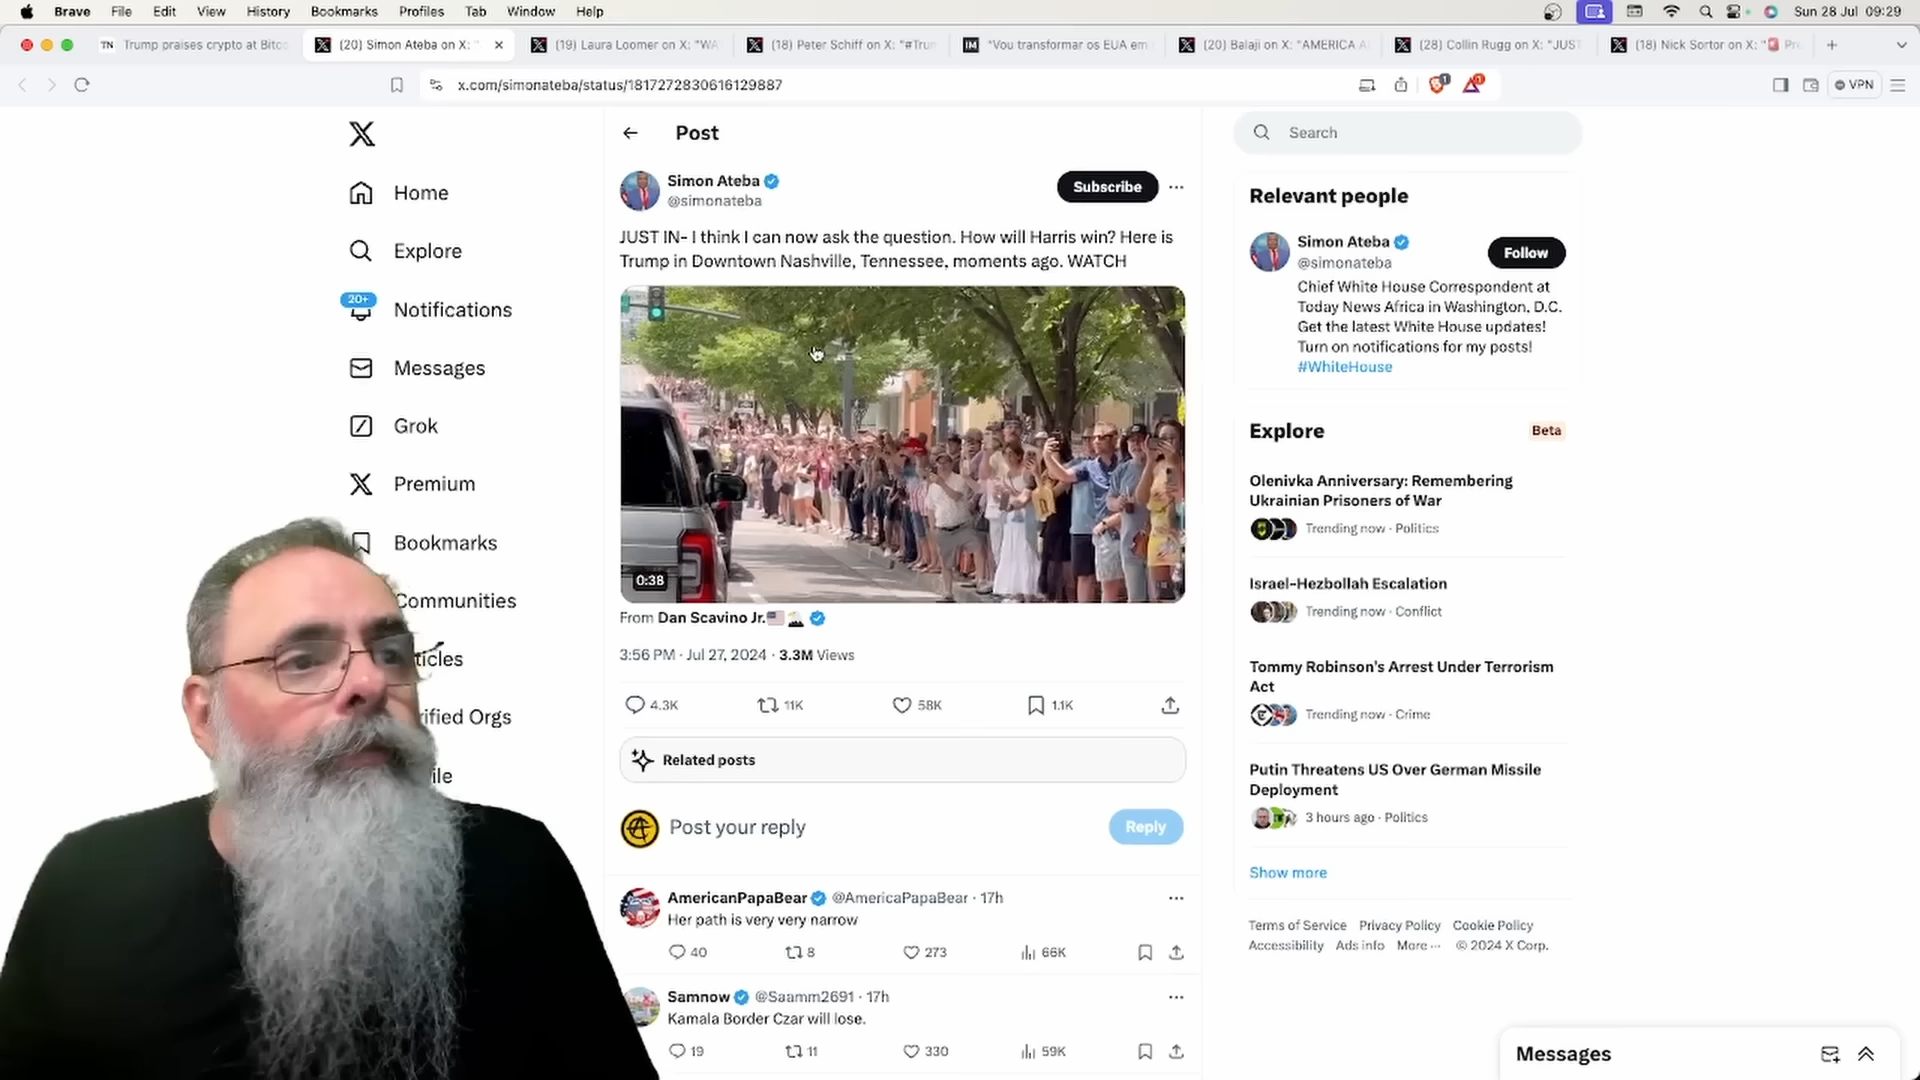 Brave File Edit View History Bookmarks Profiles Tab Window Help Sun 28 Jul 09:29
TN Trump praises crypto at Bitco
(20) Simon Ateba on X: "
(19) Laura Loomer on X: "WA
(18) Peter Schiff on X: "#Trum
IM "Vou transformar os EUA em
(20) Balaji on X: "AMERICA A
(28) Collin Rugg on X: "JUST
(18) Nick Sortor on X: "🚨 Pr
x.com/simonateba/status/1817272830616129887
1
1
VPN
Home
Explore
20+
Notifications
Messages
Grok
Premium
Bookmarks
Communities
ticles
rified Orgs
ile
Post
Simon Ateba
@simonateba
Subscribe
JUST IN- I think I can now ask the question. How will Harris win? Here is
Trump in Downtown Nashville, Tennessee, moments ago. WATCH
0:38
From Dan Scavino Jr.
3:56 PM · Jul 27, 2024 · 3.3M Views
4.3K 11K 58K 1.1K
Related posts
Post your reply
Reply
AmericanPapaBear @AmericaPapaBear · 17h
Her path is very very narrow
40 8 273 66K
Samnow @Saamm2691 · 17h
Kamala Border Czar will lose.
19 11 330 59K
Search
Relevant people
Simon Ateba
@simonateba
Follow
Chief White House Correspondent at
Today News Africa in Washington, D.C.
Get the latest White House updates!
Turn on notifications for my posts!
#WhiteHouse
Explore
Beta
Olenivka Anniversary: Remembering
Ukrainian Prisoners of War
Trending now · Politics
Israel–Hezbollah Escalation
Trending now · Conflict
Tommy Robinson's Arrest Under Terrorism
Act
Trending now · Crime
Putin Threatens US Over German Missile
Deployment
3 hours ago · Politics
Show more
Terms of Service Privacy Policy Cookie Policy
Accessibility Ads info More ··· © 2024 X Corp.
Messages